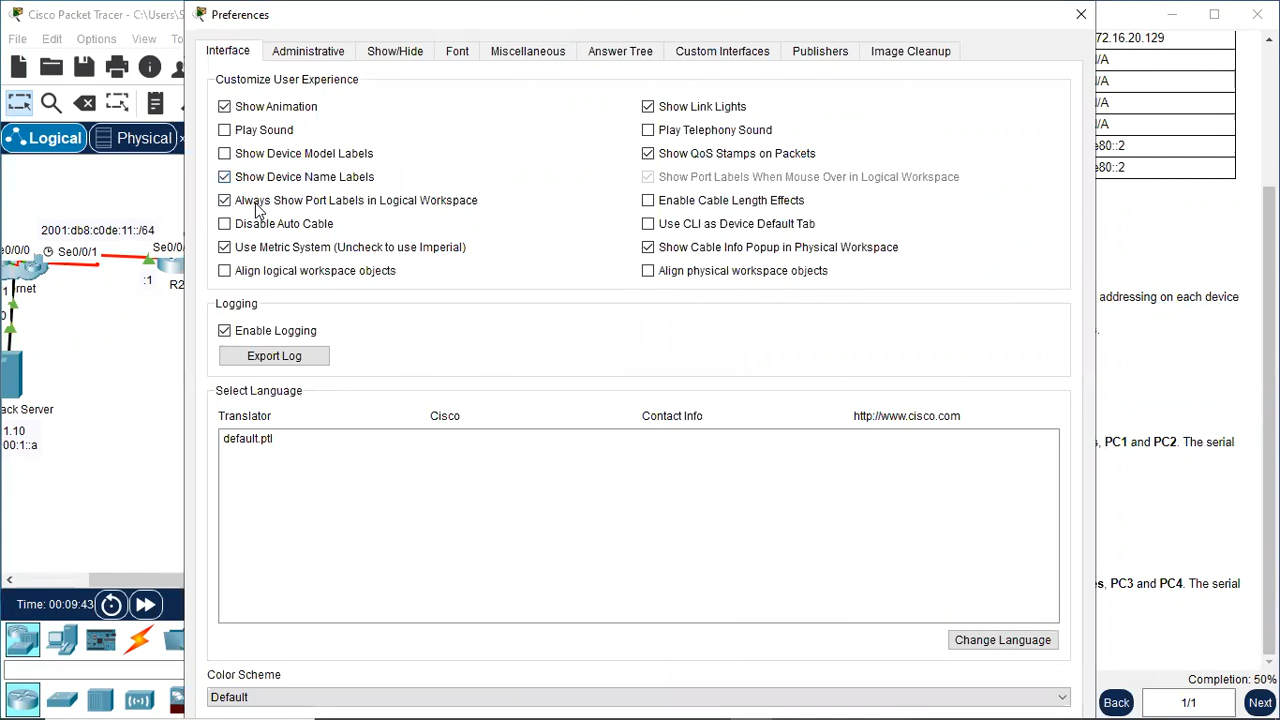 Cisco Packet Tracer - C:\Users\S
Preferences
File Edit Options View To
Interface Administrative Show/Hide Font Miscellaneous Answer Tree Custom Interfaces Publishers Image Cleanup
Customize User Experience
Show Animation
Show Link Lights
Play Sound
Play Telephony Sound
Show Device Model Labels
Show QoS Stamps on Packets
Show Device Name Labels
Show Port Labels When Mouse Over in Logical Workspace
Always Show Port Labels in Logical Workspace
Enable Cable Length Effects
Disable Auto Cable
Use CLI as Device Default Tab
Use Metric System (Uncheck to use Imperial)
Show Cable Info Popup in Physical Workspace
Align logical workspace objects
Align physical workspace objects
Logging
Enable Logging
Export Log
Select Language
Translator Cisco Contact Info http://www.cisco.com
default.ptl
Change Language
Color Scheme
Default
Logical Physical
2001:db8:c0de:11::/64
Se0/0/ Se0/0/1 Se0/0/
:1
R2
1
rnet
0
ack Server
1.10
00:1::a
Time: 00:09:43
72.16.20.129
/A
/A
/A
/A
e80::2
e80::2
addressing on each device
e.
s, PC1 and PC2. The serial
es, PC3 and PC4. The serial
Completion: 50%
Back 1/1 Next